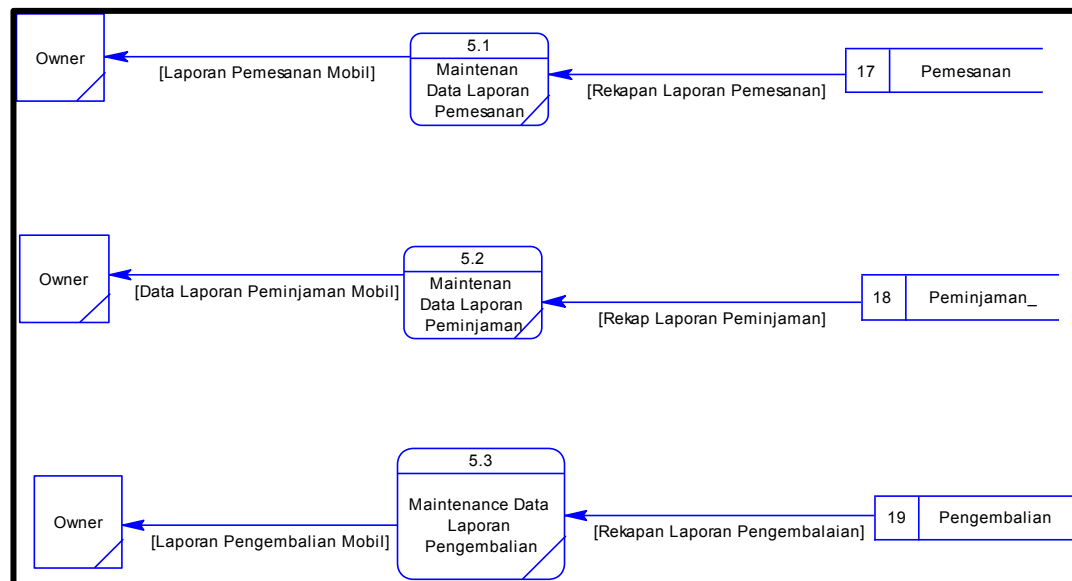 Owner
[Laporan Pemesanan Mobil]
5.1
Maintenan
Data Laporan
Pemesanan
[Rekapan Laporan Pemesanan]
17 Pemesanan
Owner
[Data Laporan Peminjaman Mobil]
5.2
Maintenan
Data Laporan
Peminjaman
[Rekap Laporan Peminjaman]
18 Peminjaman_
Owner
[Laporan Pengembalian Mobil]
5.3
Maintenance Data
Laporan
Pengembalian
[Rekapan Laporan Pengembalaian]
19 Pengembalian